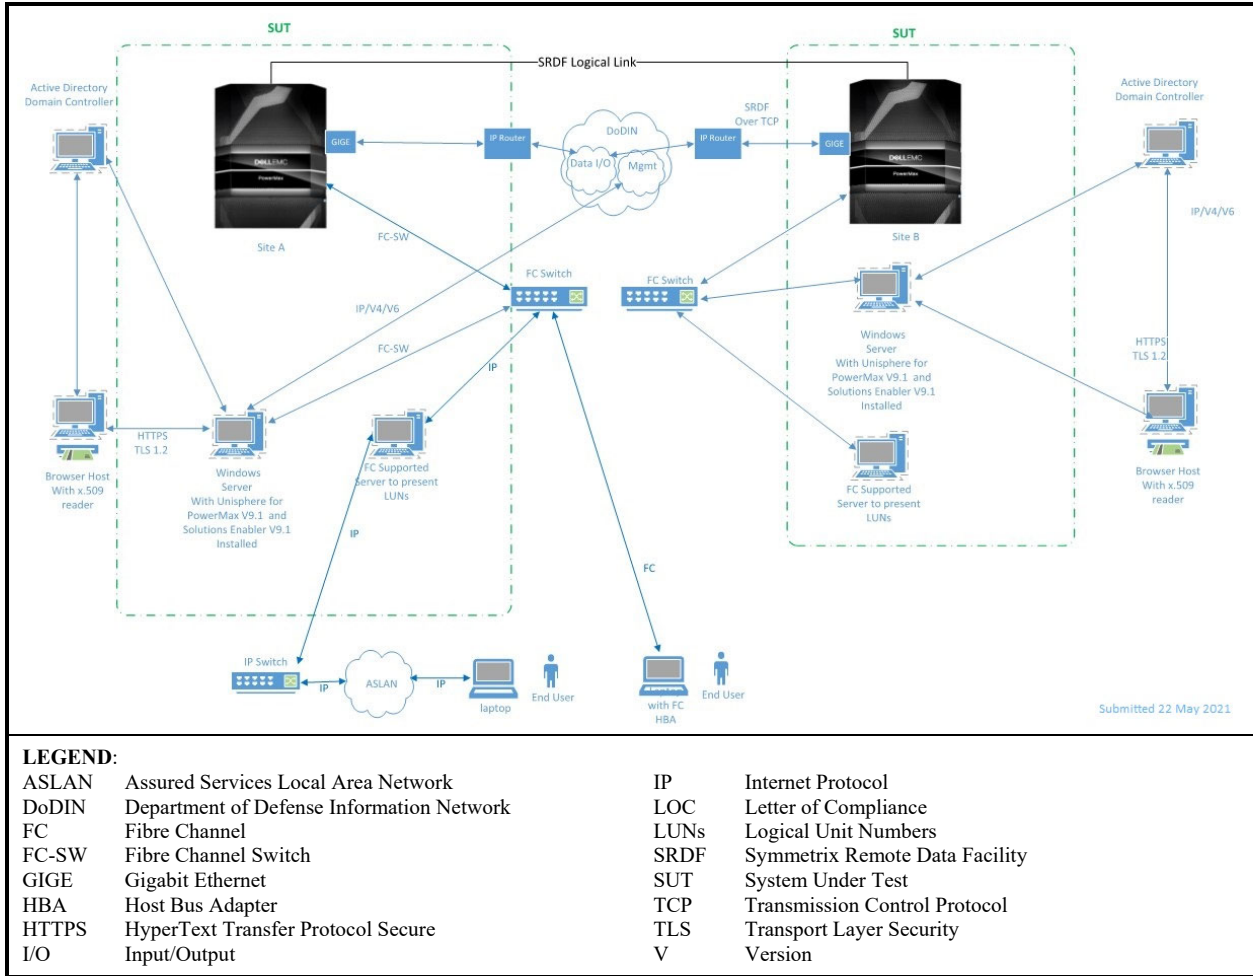 SUT
SUT
SRDF Logical Link
Active Directory
Domain Controller
Active Directory
Domain Controller
DELLEMC
PowerMax
GIGE
IP Router
DoDIN
Data I/O
Mgmt
IP Router
SRDF
Over TCP
GIGE
DELLEMC
PowerMax
Site A
Site B
IP/V4/V6
FC-SW
FC Switch
FC Switch
IP/V4/V6
FC-SW
IP
Windows
Server
With Unisphere for
PowerMax V9.1 and
Solutions Enabler V9.1
Installed
HTTPS
TLS 1.2
HTTPS
TLS 1.2
Browser Host
With x.509
reader
Windows
Server
With Unisphere for
PowerMax V9.1 and
Solutions Enabler V9.1
Installed
FC Supported
Server to present
LUNs
FC Supported
Server to present
LUNs
Browser Host
With x.509
reader
IP
FC
IP Switch
IP
ASLAN
IP
laptop
End User
with FC
HBA
End User
Submitted 22 May 2021
LEGEND:
ASLAN Assured Services Local Area Network
DoDIN Department of Defense Information Network
FC Fibre Channel
FC-SW Fibre Channel Switch
GIGE Gigabit Ethernet
HBA Host Bus Adapter
HTTPS HyperText Transfer Protocol Secure
I/O Input/Output
IP Internet Protocol
LOC Letter of Compliance
LUNs Logical Unit Numbers
SRDF Symmetrix Remote Data Facility
SUT System Under Test
TCP Transmission Control Protocol
TLS Transport Layer Security
V Version